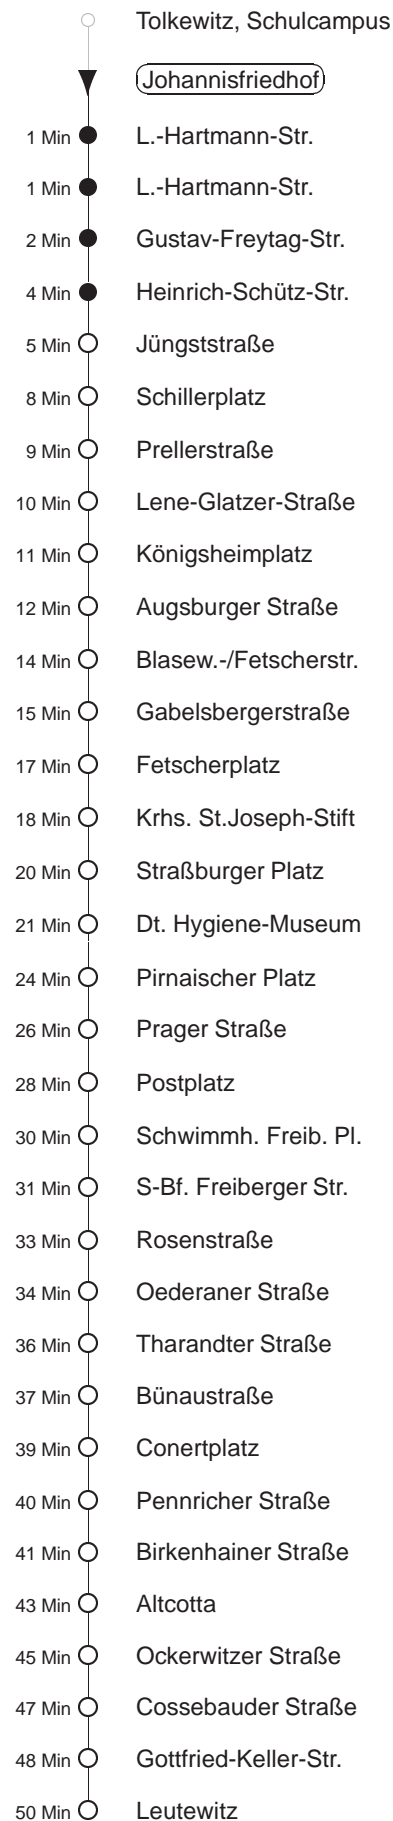 Tolkewitz, Schulcampus
Johannisfriedhof
1 Min L.-Hartmann-Str.
1 Min L.-Hartmann-Str.
2 Min Gustav-Freytag-Str.
4 Min Heinrich-Schütz-Str.
5 Min Jüngststraße
8 Min Schillerplatz
9 Min Prellerstraße
10 Min Lene-Glatzer-Straße
11 Min Königsheimplatz
12 Min Augsburger Straße
14 Min Blasew.-/Fetscherstr.
15 Min Gabelsbergerstraße
17 Min Fetscherplatz
18 Min Krhs. St.Joseph-Stift
20 Min Straßburger Platz
21 Min Dt. Hygiene-Museum
24 Min Pirnaischer Platz
26 Min Prager Straße
28 Min Postplatz
30 Min Schwimmh. Freib. Pl.
31 Min S-Bf. Freiberger Str.
33 Min Rosenstraße
34 Min Oederaner Straße
36 Min Tharandter Straße
37 Min Bünaustraße
39 Min Conertplatz
40 Min Pennricher Straße
41 Min Birkenhainer Straße
43 Min Altcotta
45 Min Ockerwitzer Straße
47 Min Cossebauder Straße
48 Min Gottfried-Keller-Str.
50 Min Leutewitz